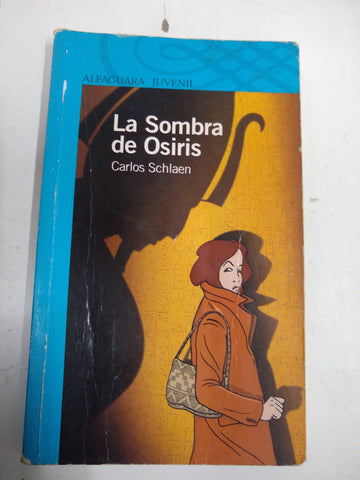 ALFAGUARA JUVENIL
La Sombra
de Osiris
Carlos Schlaen